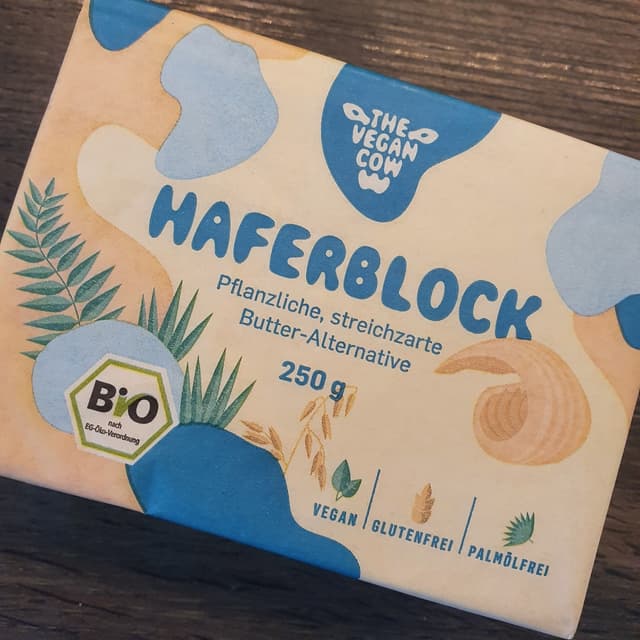 THE
VEGAN
COW
HAFERBLOCK
Pflanzliche, streichzarte
Butter-Alternative
250 g
BiO
nach
EG-Öko-Verordnung
VEGAN
GLUTENFREI
PALMÖLFREI